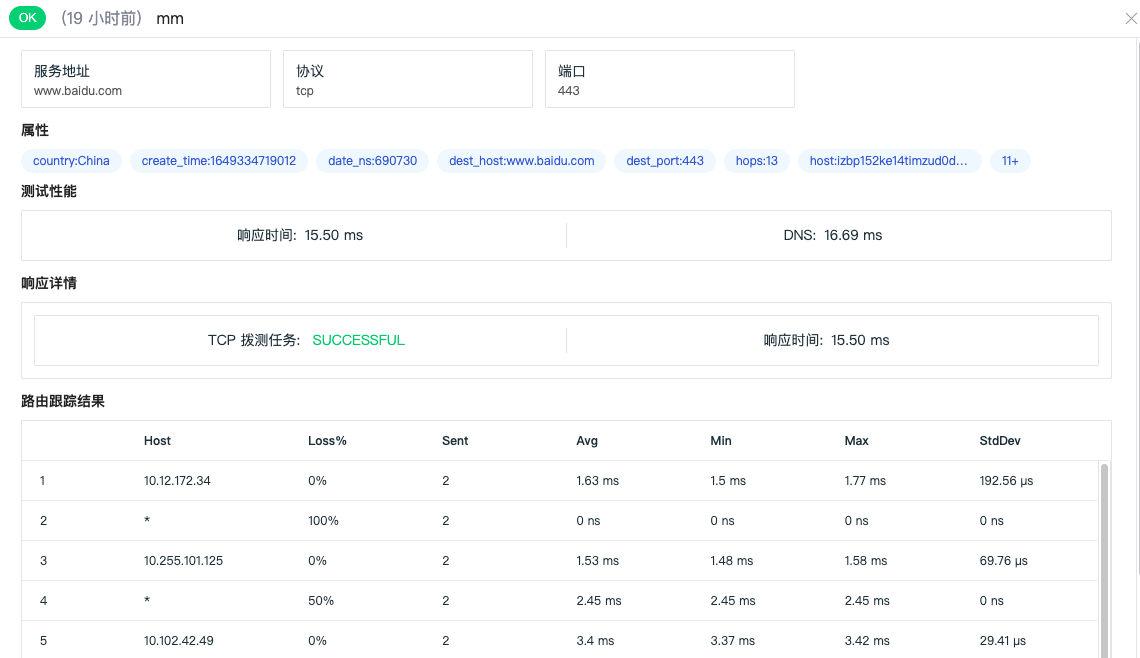 OK (19 小时前) mm
服务地址 协议 端口
www.baidu.com tcp 443
属性
country:China create_time:1649334719012 date_ns:690730 dest_host:www.baidu.com dest_port:443 hops:13 host:izbp152ke14timzud0d... 11+
测试性能
响应时间: 15.50 ms DNS: 16.69 ms
响应详情
TCP 拨测任务: SUCCESSFUL 响应时间: 15.50 ms
路由跟踪结果
Host Loss% Sent Avg Min Max StdDev
1 10.12.172.34 0% 2 1.63 ms 1.5 ms 1.77 ms 192.56 µs
2 * 100% 2 0 ns 0 ns 0 ns 0 ns
3 10.255.101.125 0% 2 1.53 ms 1.48 ms 1.58 ms 69.76 µs
4 * 50% 2 2.45 ms 2.45 ms 2.45 ms 0 ns
5 10.102.42.49 0% 2 3.4 ms 3.37 ms 3.42 ms 29.41 µs